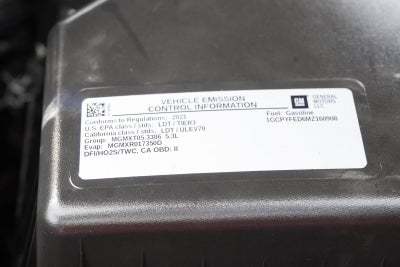 VEHICLE EMISSION
CONTROL INFORMATION
GM
GENERAL
MOTORS, LLC
Conforms to Regulations: 2021
Fuel: Gasoline
U.S. EPA class / stds: LDT / TIER3
1GCPYFED6MZ160908
California class / stds: LDT / ULEV70
Group: MGMXT05.3386 5.3L
Evap: MGMXR0173500
DFI/HO2S/TWC, CA OBD: II